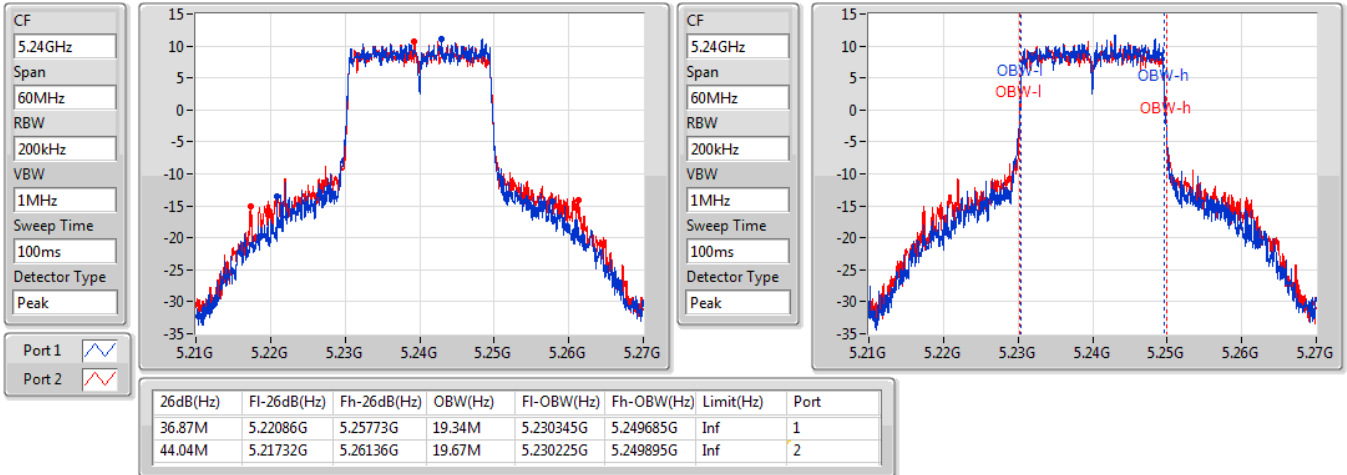 CF
5.24GHz
Span
60MHz
RBW
200kHz
VBW
1MHz
Sweep Time
100ms
Detector Type
Peak
15
10
5
0
-5
-10
-15
-20
-25
-30
-35
5.21G 5.22G 5.23G 5.24G 5.25G 5.26G 5.27G
Port 1
Port 2
CF
5.24GHz
Span
60MHz
RBW
200kHz
VBW
1MHz
Sweep Time
100ms
Detector Type
Peak
15
10
5
0
-5
-10
-15
-20
-25
-30
-35
OBW-l
OBW-h
OBW-l
OBW-h
5.21G 5.22G 5.23G 5.24G 5.25G 5.26G 5.27G
26dB(Hz) Fl-26dB(Hz) Fh-26dB(Hz) OBW(Hz) Fl-OBW(Hz) Fh-OBW(Hz) Limit(Hz) Port
36.87M 5.22086G 5.25773G 19.34M 5.230345G 5.249685G Inf 1
44.04M 5.21732G 5.26136G 19.67M 5.230225G 5.249895G Inf 2